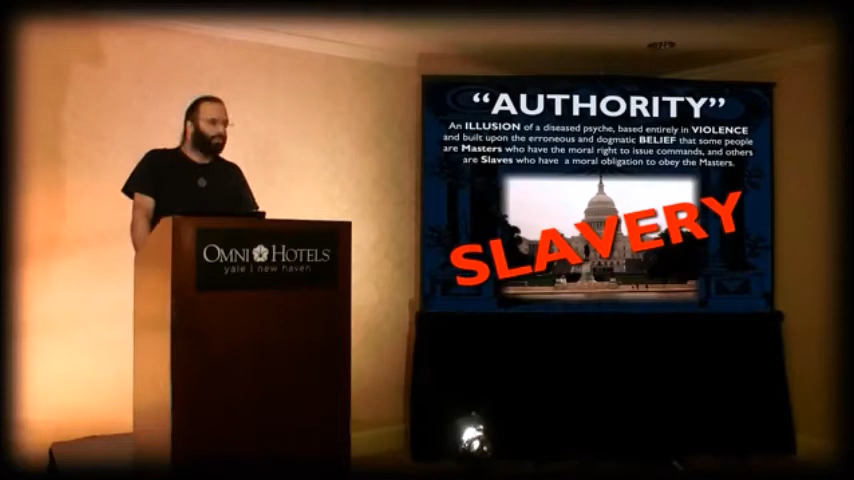 "AUTHORITY"
An ILLUSION of a diseased psyche, based entirely in VIOLENCE
and built upon the erroneous and dogmatic BELIEF that some people
are Masters who have the moral right to issue commands, and others
are Slaves who have a moral obligation to obey the Masters.
SLAVERY
OMNI HOTELS
yale | new haven